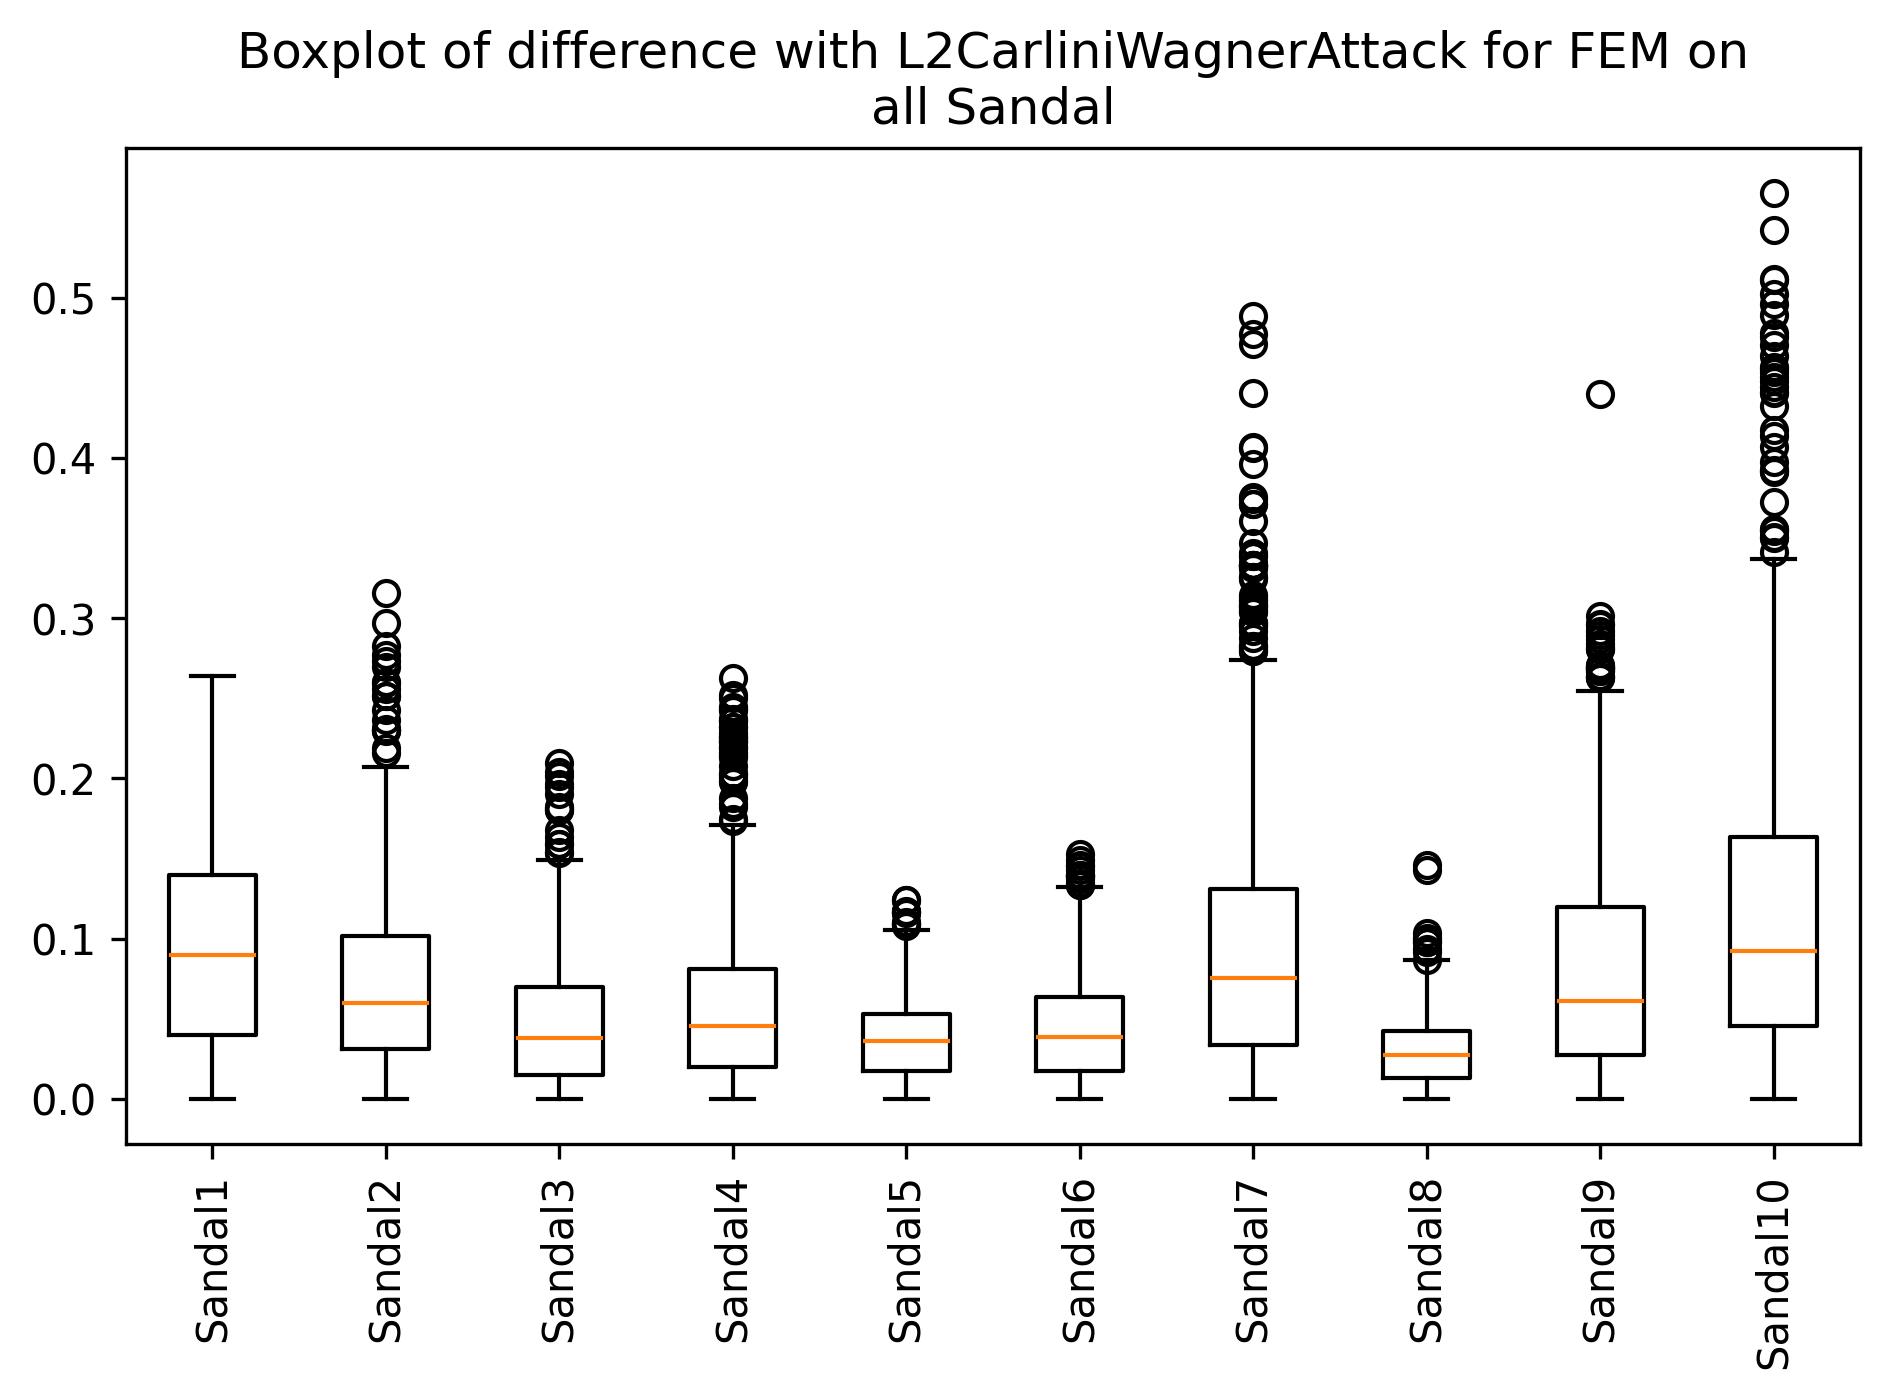 Boxplot of difference with L2CarliniWagnerAttack for FEM on
all Sandal
0.5
0.4
0.3
0.2
0.1
0.0
Sandal1
Sandal2
Sandal3
Sandal4
Sandal5
Sandal6
Sandal7
Sandal8
Sandal9
Sandal10